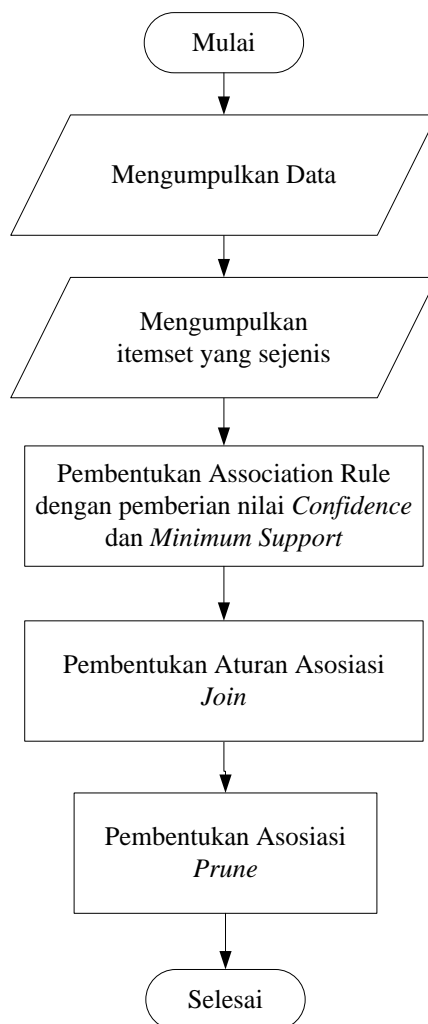 Mulai
Mengumpulkan Data
Mengumpulkan
itemset yang sejenis
Pembentukan Association Rule
dengan pemberian nilai Confidence
dan Minimum Support
Pembentukan Aturan Asosiasi
Join
Pembentukan Asosiasi
Prune
Selesai